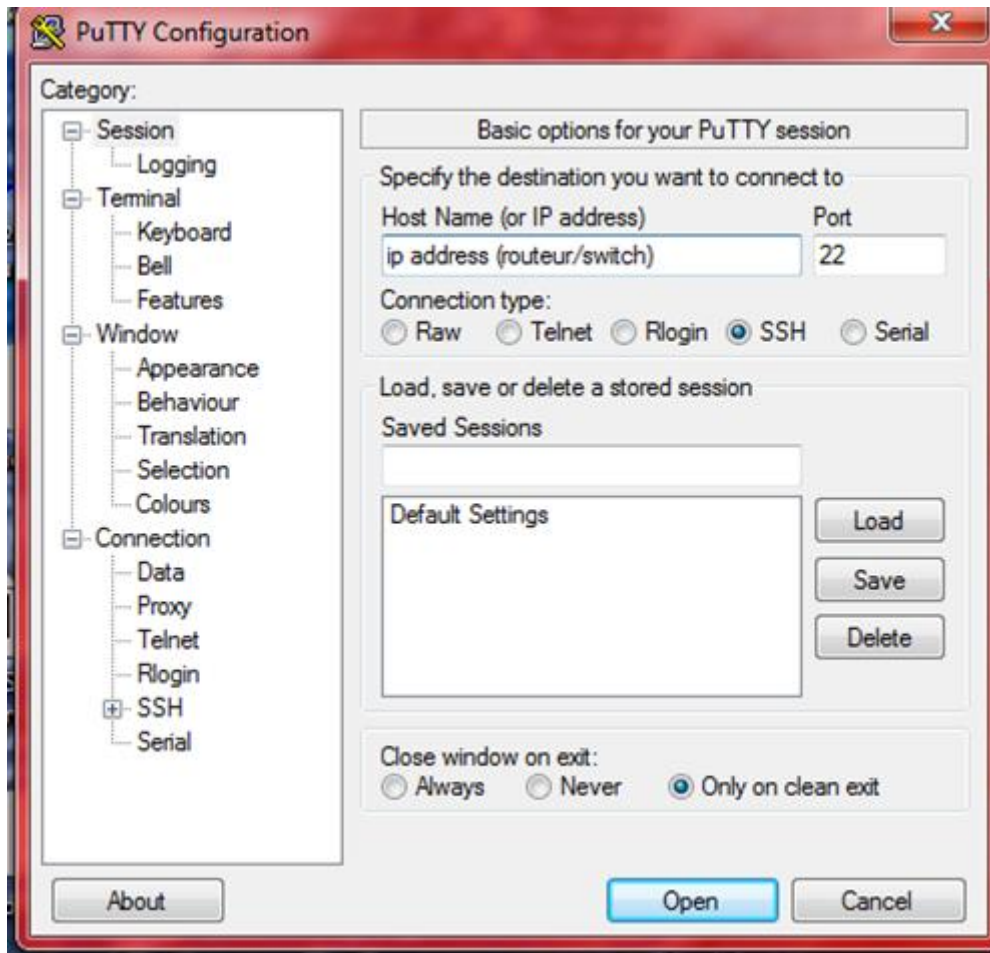 PuTTY Configuration
Category:
Session
Logging
Terminal
Keyboard
Bell
Features
Window
Appearance
Behaviour
Translation
Selection
Colours
Connection
Data
Proxy
Telnet
Rlogin
SSH
Serial
Basic options for your PuTTY session
Specify the destination you want to connect to
Host Name (or IP address) Port
ip address (routeur/switch) 22
Connection type:
Raw Telnet Rlogin SSH Serial
Load, save or delete a stored session
Saved Sessions
Default Settings
Load
Save
Delete
Close window on exit:
Always Never Only on clean exit
About Open Cancel